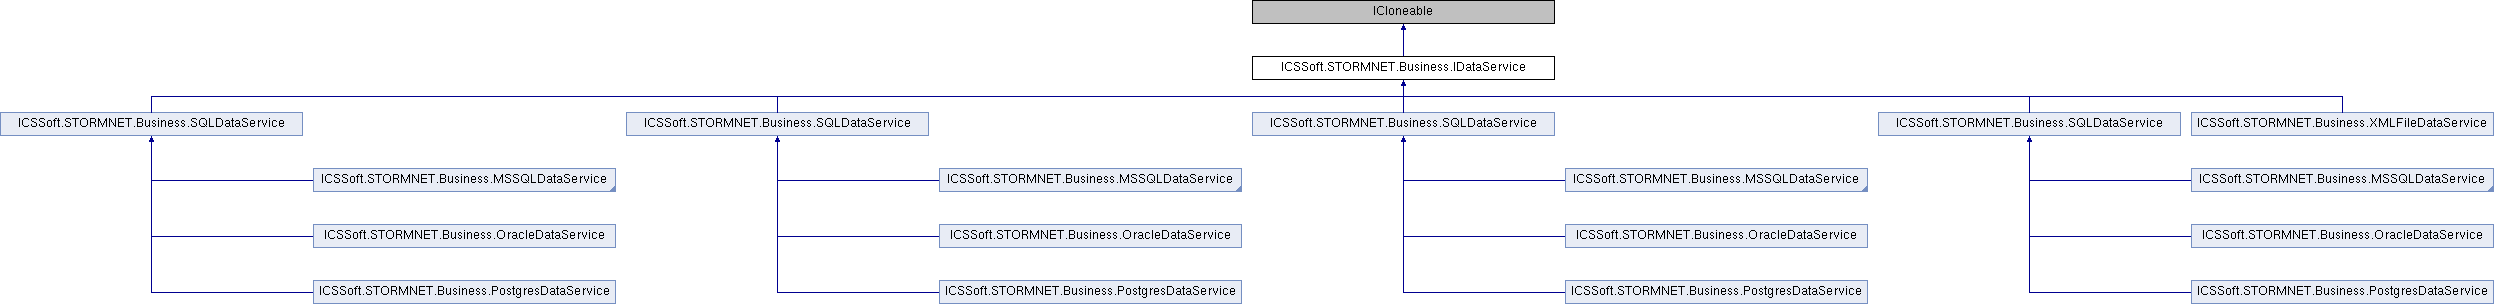 ICloneable
ICSSoft.STORMNET.Business.IDataService
ICSSoft.STORMNET.Business.SQLDataService
ICSSoft.STORMNET.Business.SQLDataService
ICSSoft.STORMNET.Business.SQLDataService
ICSSoft.STORMNET.Business.SQLDataService
ICSSoft.STORMNET.Business.XMLFileDataService
ICSSoft.STORMNET.Business.MSSQLDataService
ICSSoft.STORMNET.Business.MSSQLDataService
ICSSoft.STORMNET.Business.MSSQLDataService
ICSSoft.STORMNET.Business.MSSQLDataService
ICSSoft.STORMNET.Business.OracleDataService
ICSSoft.STORMNET.Business.OracleDataService
ICSSoft.STORMNET.Business.OracleDataService
ICSSoft.STORMNET.Business.OracleDataService
ICSSoft.STORMNET.Business.PostgresDataService
ICSSoft.STORMNET.Business.PostgresDataService
ICSSoft.STORMNET.Business.PostgresDataService
ICSSoft.STORMNET.Business.PostgresDataService